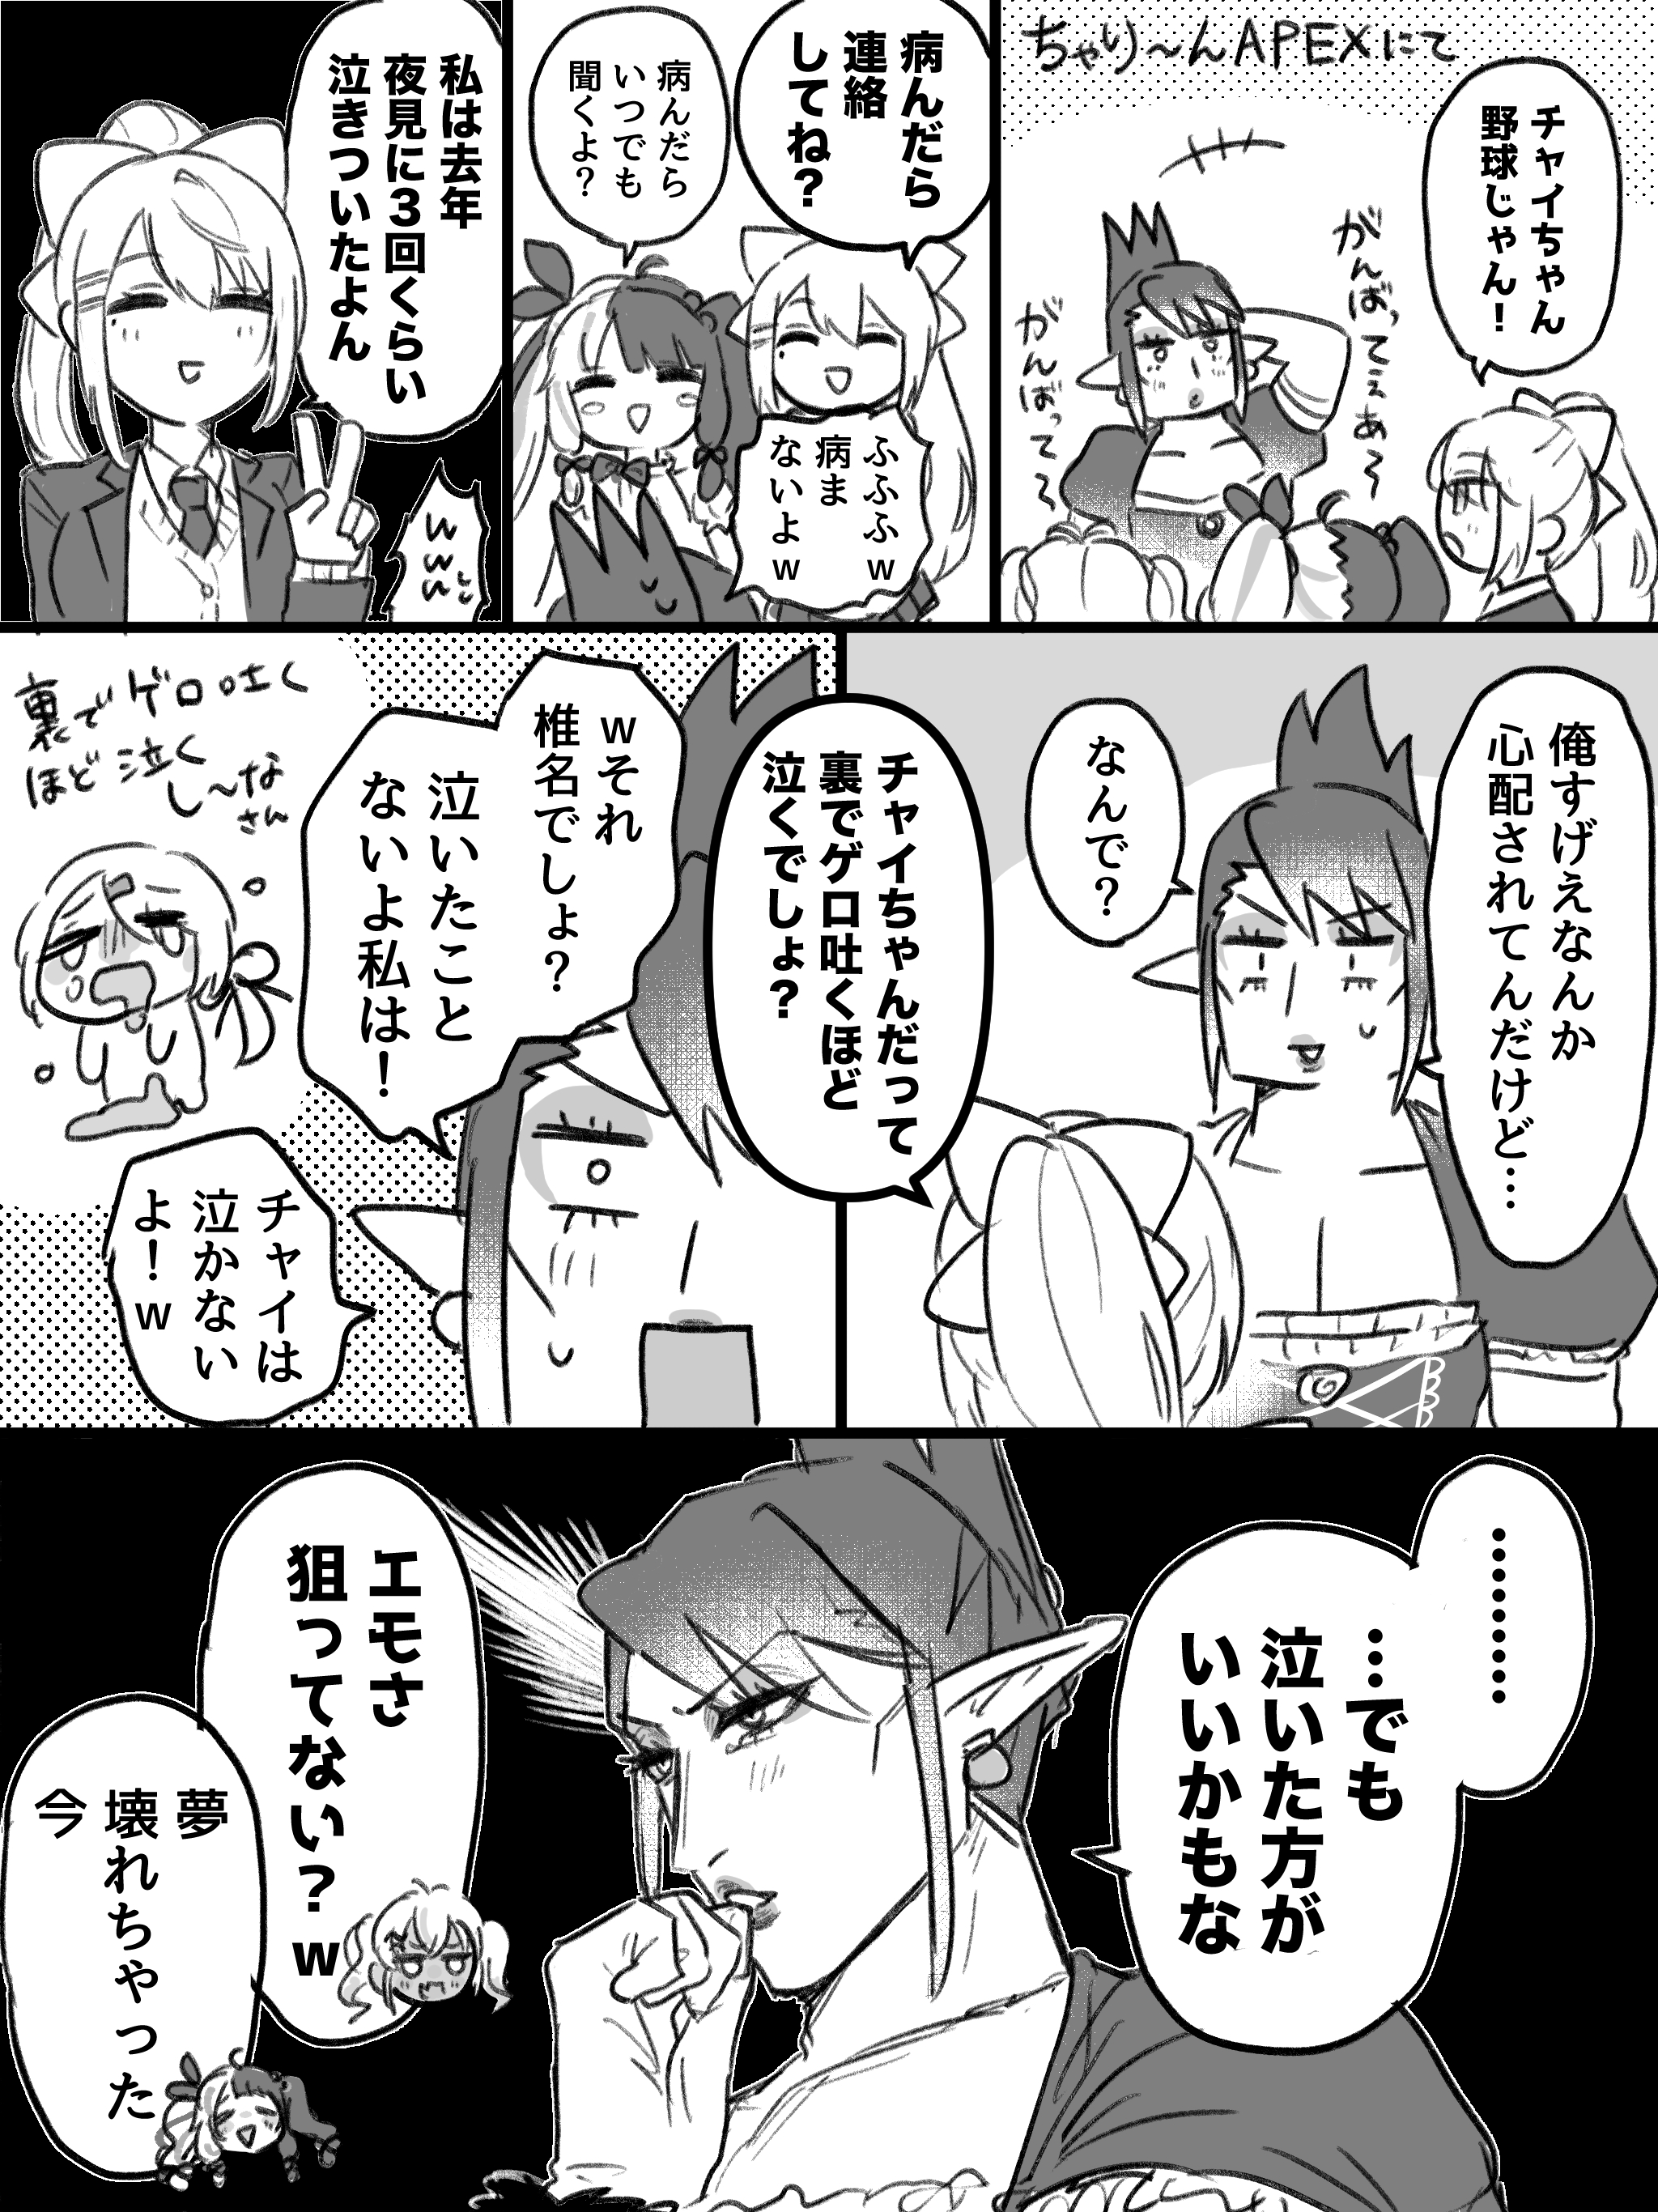 ちゃり〜んAPEXにて
チャイちゃん
野球じゃん！
がんばってぇあ〜
がんばって〜
病んだら
連絡
してね？
病んだら
いつでも
聞くよ？
ふふふw
病ま
ないよw
私は去年
夜見に3回くらい
泣きついたよん
www
俺すげえなんか
心配されてんだけど…
なんで？
チャイちゃんだって
裏でゲロ吐くほど
泣くでしょ？
wそれ
椎名でしょ？
泣いたこと
ないよ私は！
裏でゲロ吐く
ほど泣く
し〜な
さん
チャイは
泣かない
よ！w
………
…でも
泣いた方が
いいかもな
エモさ
狙ってない？w
夢
壊れちゃった
今